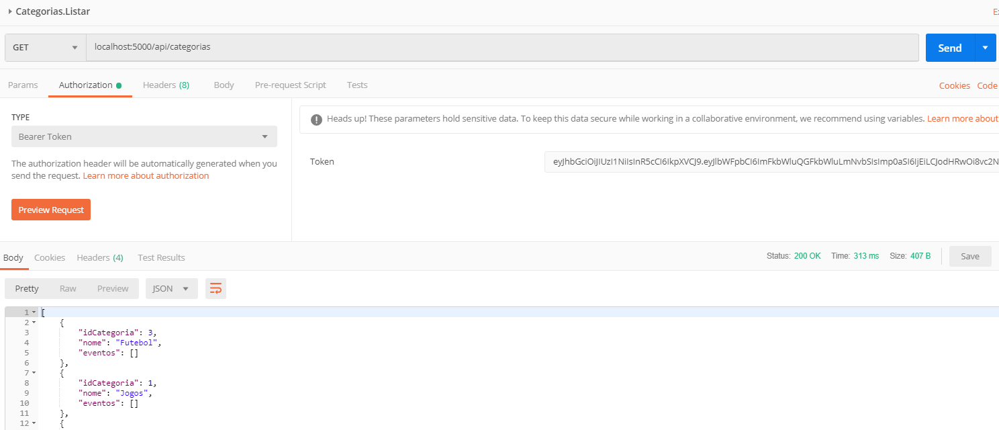 Categorias.Listar
Ex
GET localhost:5000/api/categorias Send
Params Authorization Headers (8) Body Pre-request Script Tests Cookies Code
TYPE
Bearer Token
The authorization header will be automatically generated when you
send the request. Learn more about authorization
Preview Request
Heads up! These parameters hold sensitive data. To keep this data secure while working in a collaborative environment, we recommend using variables. Learn more about
Token eyJhbGciOiJIUzI1NiIsInR5cCI6IkpXVCJ9.eyJlbWFpbCI6ImFkbWluQGFkbWluLmNvbSIsImp0aSI6IjEiLCJodHRwOi8vc2N
Body Cookies Headers (4) Test Results Status: 200 OK Time: 313 ms Size: 407 B Save
Pretty Raw Preview JSON
1 [
2 {
3 "idCategoria": 3,
4 "nome": "Futebol",
5 "eventos": []
6 },
7 {
8 "idCategoria": 1,
9 "nome": "Jogos",
10 "eventos": []
11 },
12 {